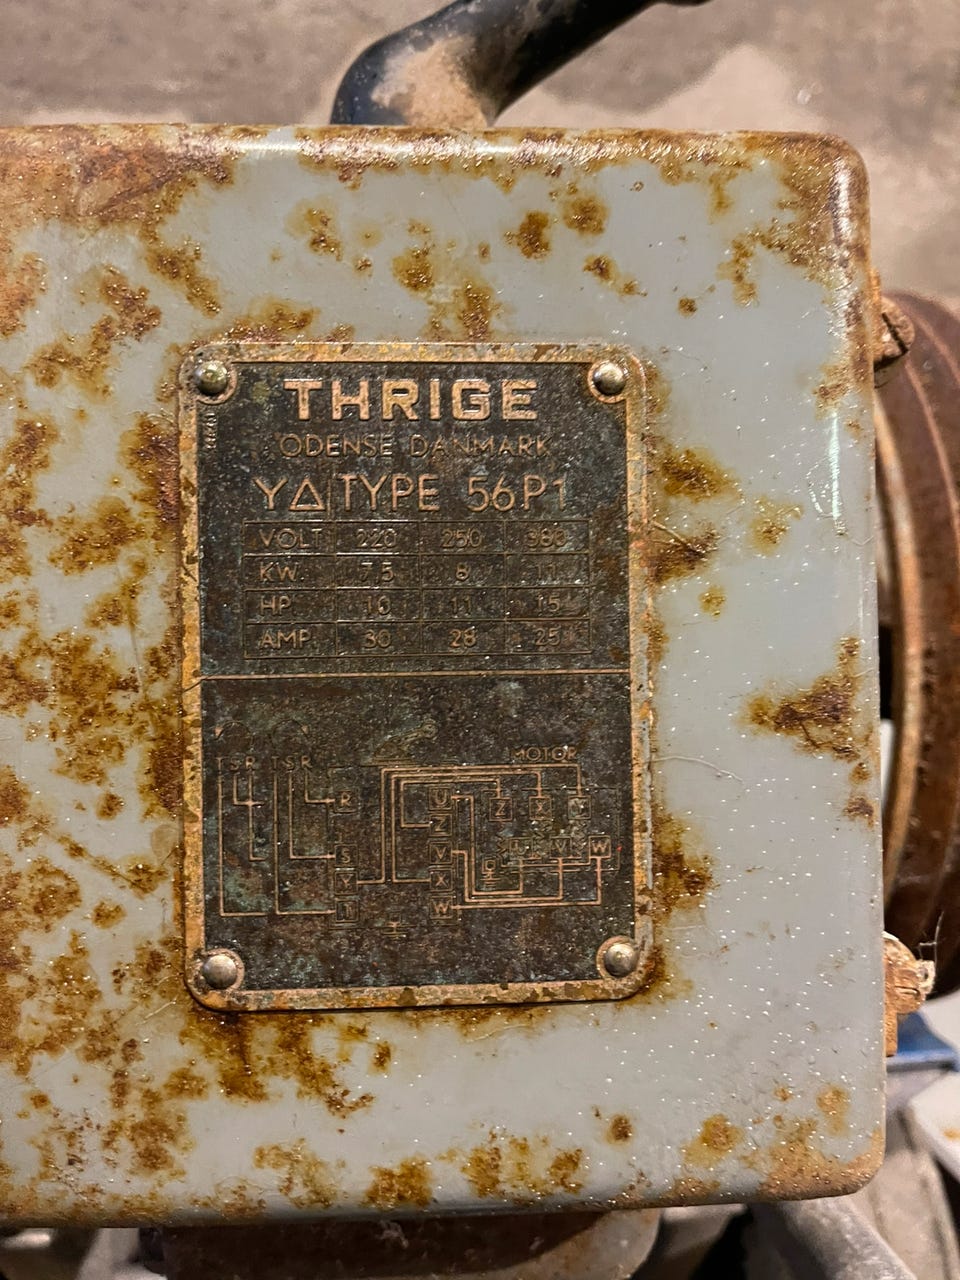 THRIGE
ODENSE DANMARK
Y△ TYPE 56P1
VOLT 220 250 380
KW. 7,5 8 11
HP. 10 11 15
AMP. 30 28 25
MOTOR
TSR TSR
R U Z X Y
Z
S V U V W
Y X
T W